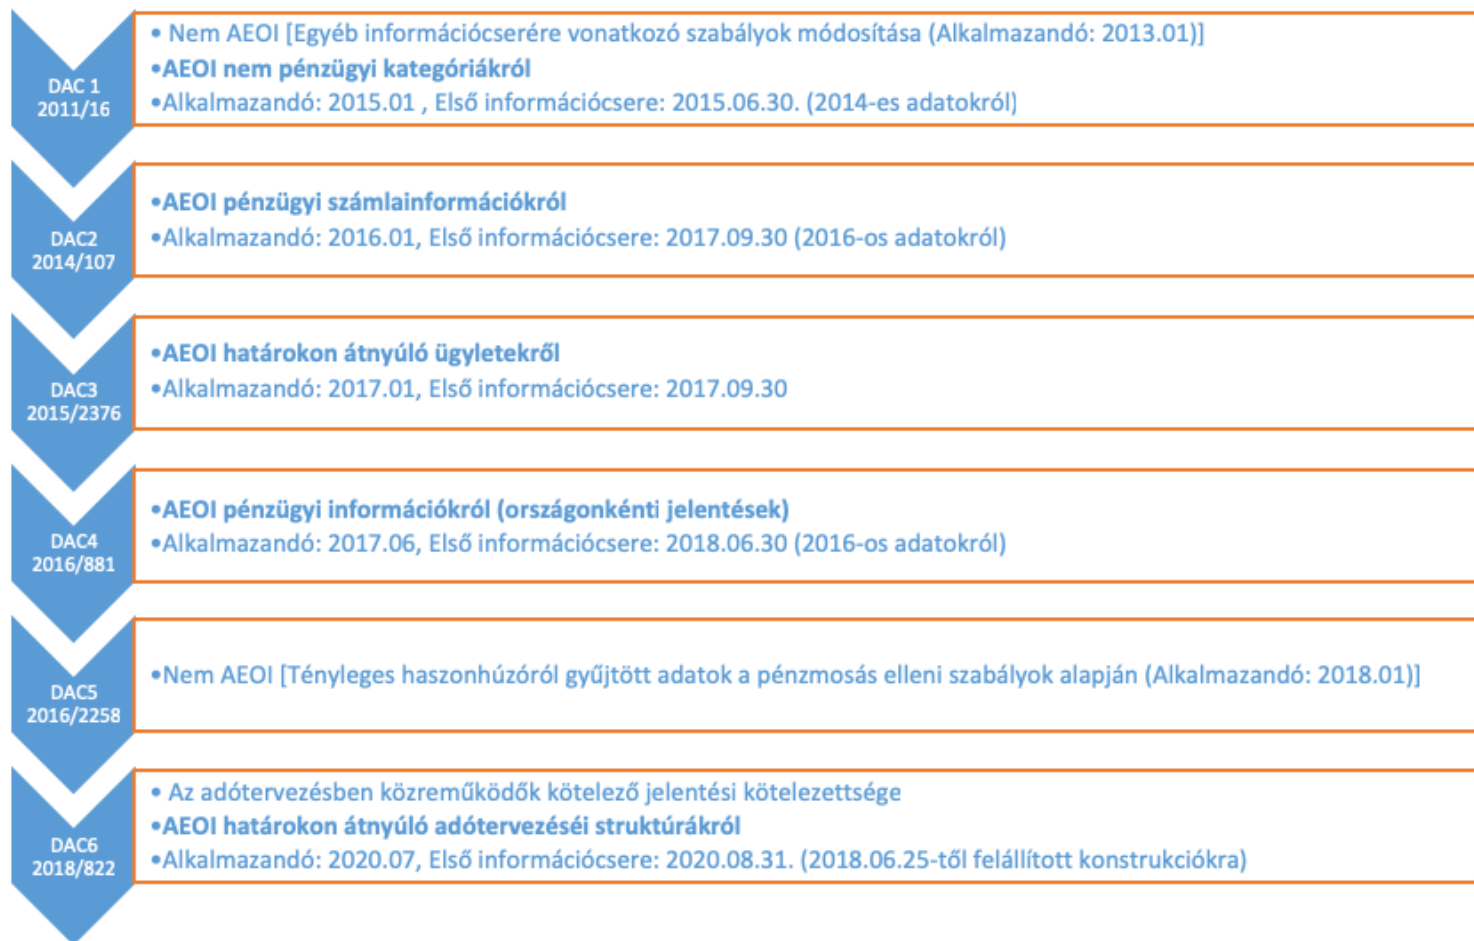 DAC 1
2011/16
• Nem AEOI [Egyéb információcserére vonatkozó szabályok módosítása (Alkalmazandó: 2013.01)]
•AEOI nem pénzügyi kategóriákról
•Alkalmazandó: 2015.01 , Első információcsere: 2015.06.30. (2014-es adatokról)
DAC2
2014/107
•AEOI pénzügyi számlainformációkról
•Alkalmazandó: 2016.01, Első információcsere: 2017.09.30 (2016-os adatokról)
DAC3
2015/2376
•AEOI határokon átnyúló ügyletekről
•Alkalmazandó: 2017.01, Első információcsere: 2017.09.30
DAC4
2016/881
•AEOI pénzügyi információkról (országonkénti jelentések)
•Alkalmazandó: 2017.06, Első információcsere: 2018.06.30 (2016-os adatokról)
DAC5
2016/2258
•Nem AEOI [Tényleges haszonhúzóról gyűjtött adatok a pénzmosás elleni szabályok alapján (Alkalmazandó: 2018.01)]
DAC6
2018/822
• Az adótervezésben közreműködők kötelező jelentési kötelezettsége
•AEOI határokon átnyúló adótervezéséi struktúrákról
•Alkalmazandó: 2020.07, Első információcsere: 2020.08.31. (2018.06.25-től felállított konstrukciókra)